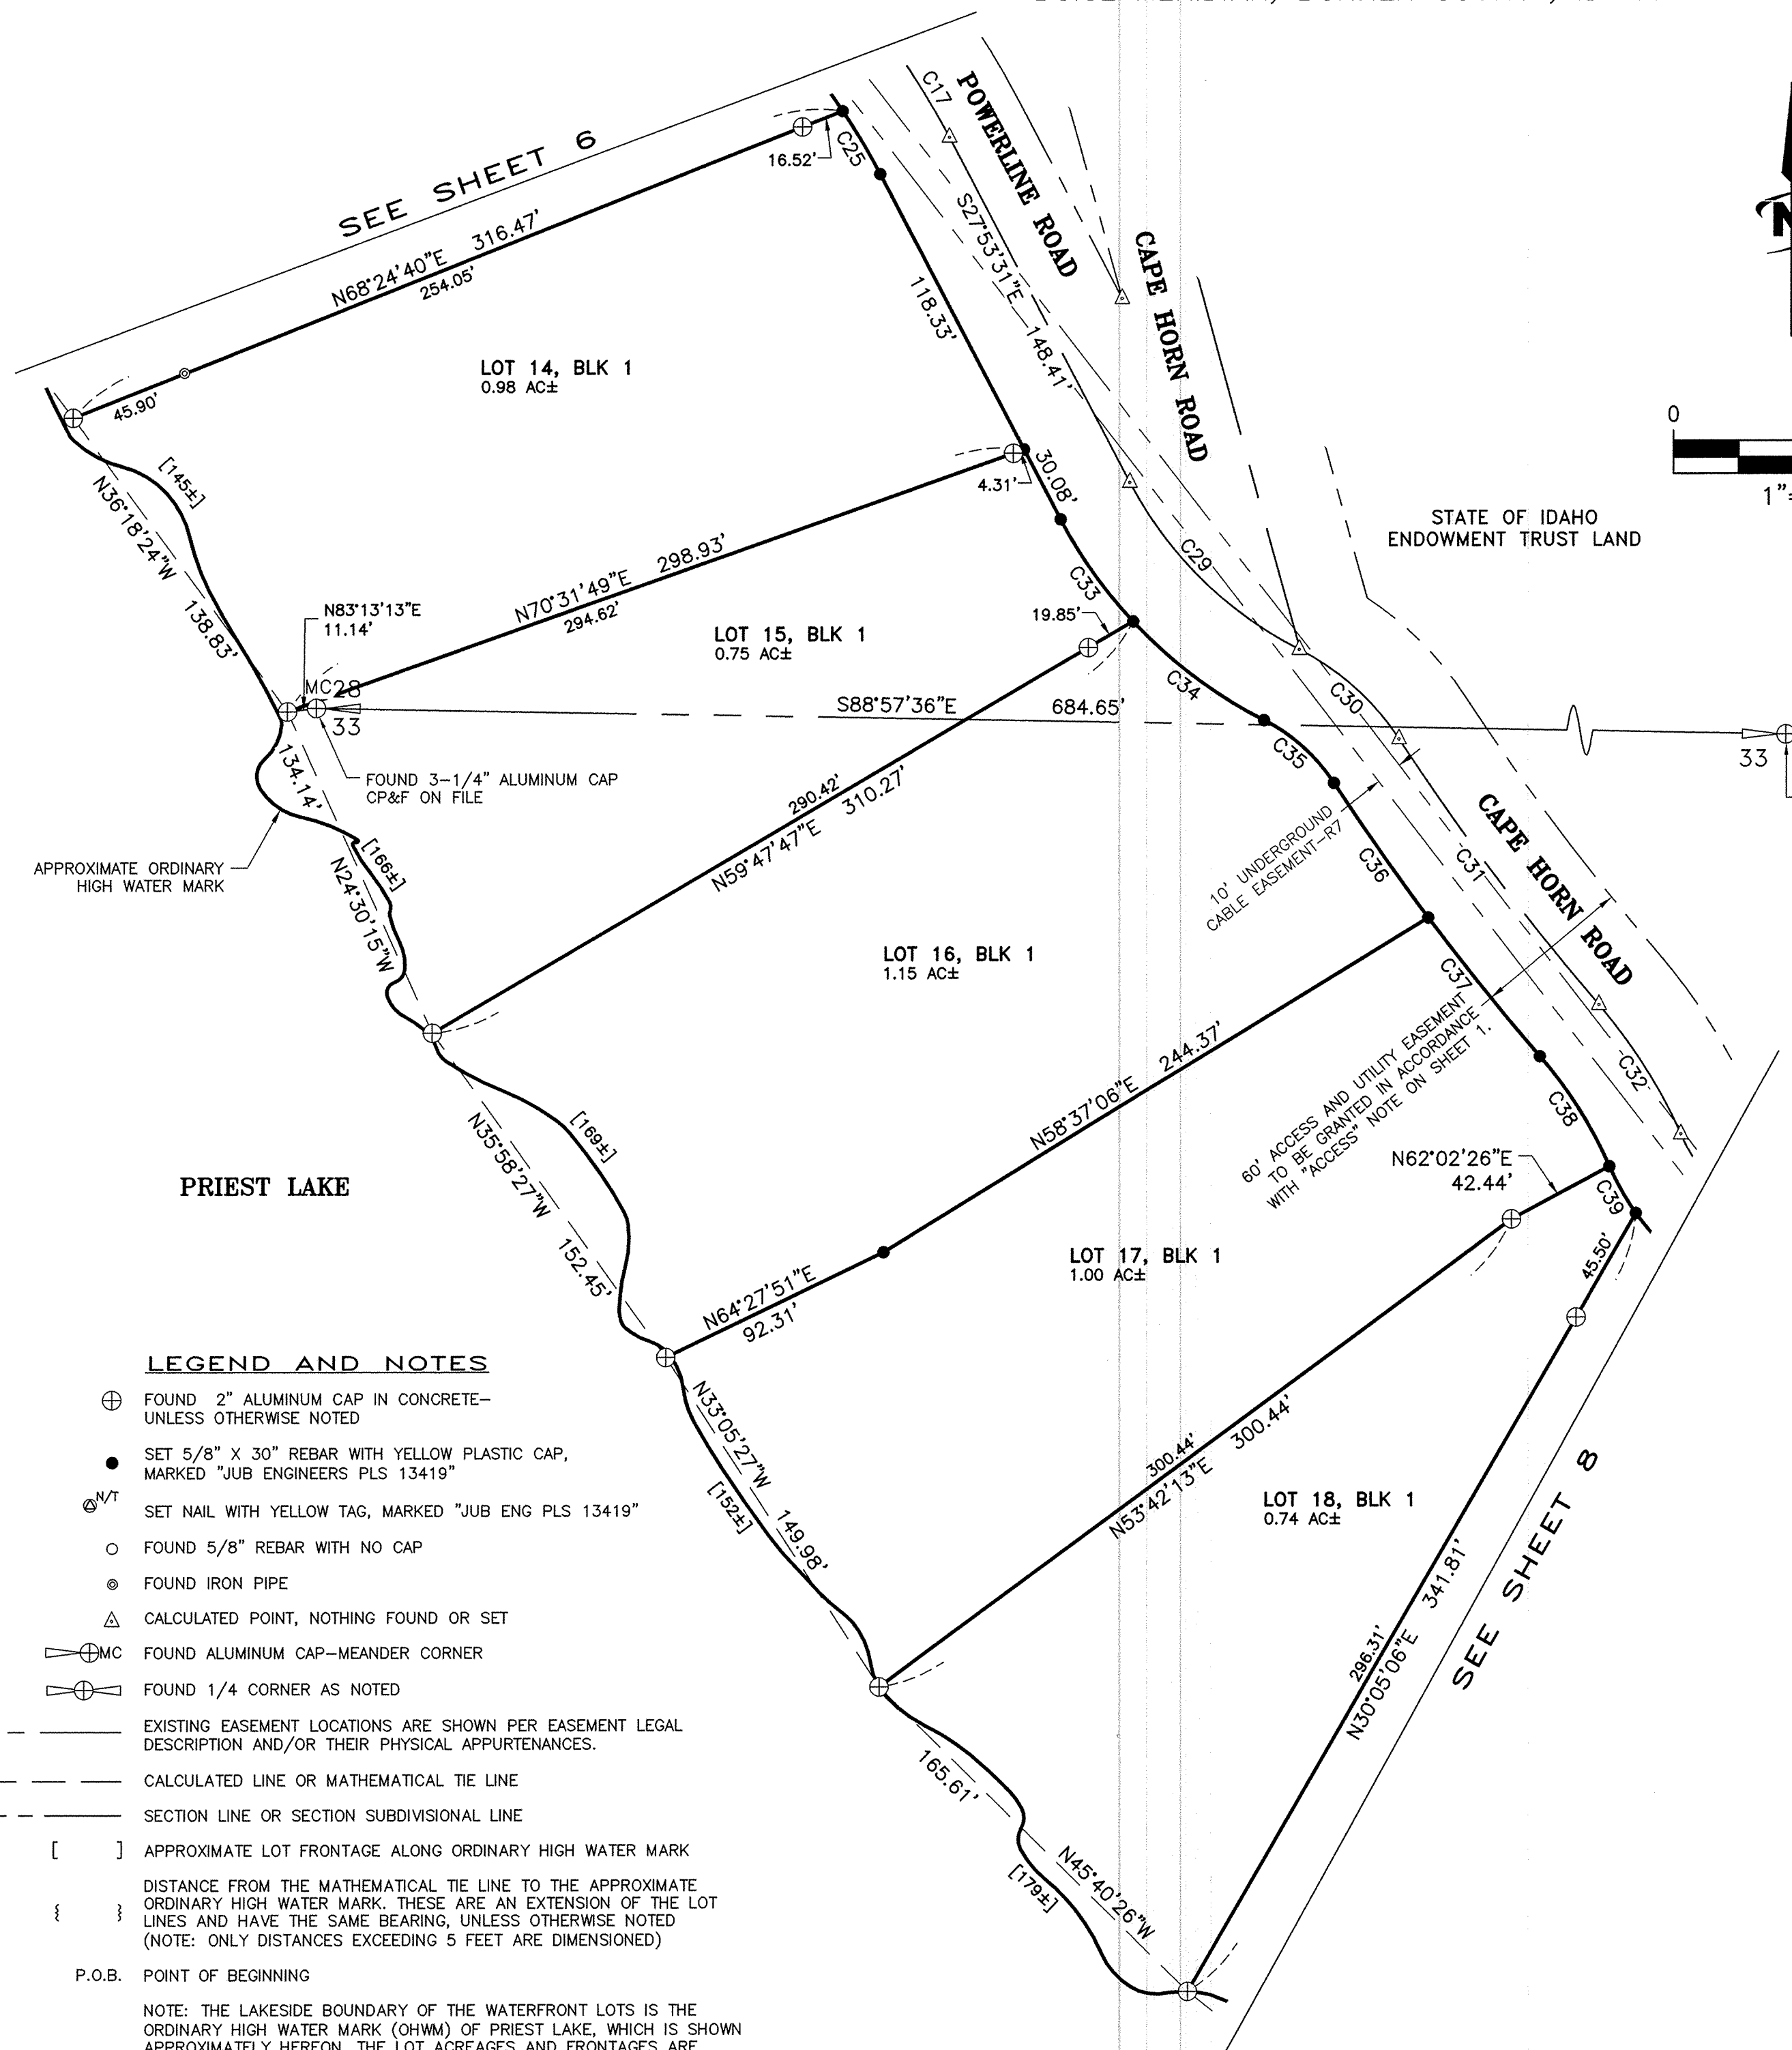 SEE SHEET 6
C17
POWERLINE ROAD
C25
16.52'
N68°24'40"E 316.47'
254.05'
45.90'
S27°53'31"E 148.41'
CAPE HORN ROAD
118.33'
LOT 14, BLK 1
0.98 AC±
[145±]
N36°18'24"W 138.83'
4.31'
30.08'
0
1"=
STATE OF IDAHO
ENDOWMENT TRUST LAND
N70°31'49"E 298.93'
294.62'
C29
C33
N83°13'13"E
11.14'
19.85'
LOT 15, BLK 1
0.75 AC±
MC28
33
S88°57'36"E 684.65'
C34
C30
C35
33
134.14'
FOUND 3-1/4" ALUMINUM CAP
CP&F ON FILE
290.42'
N59°47'47"E 310.27'
10' UNDERGROUND
CABLE EASEMENT-R7
CAPE HORN ROAD
C31
C36
APPROXIMATE ORDINARY
HIGH WATER MARK
[166±]
N24°30'15"W
LOT 16, BLK 1
1.15 AC±
C37
C32
60' ACCESS AND UTILITY EASEMENT
TO BE GRANTED IN ACCORDANCE
WITH "ACCESS" NOTE ON SHEET 1.
N58°37'06"E 244.37'
C38
[169±]
N35°58'27"W 152.45'
PRIEST LAKE
N62°02'26"E
42.44'
C39
45.50'
LOT 17, BLK 1
1.00 AC±
N64°27'51"E
92.31'
N33°05'27"W 149.98'
[152±]
300.44'
N53°42'13"E 300.44'
LOT 18, BLK 1
0.74 AC±
296.31'
N30°05'06"E 341.81'
SEE SHEET 8
165.61'
N45°40'26"W
[179±]
LEGEND AND NOTES
FOUND 2" ALUMINUM CAP IN CONCRETE-
UNLESS OTHERWISE NOTED
SET 5/8" X 30" REBAR WITH YELLOW PLASTIC CAP,
MARKED "JUB ENGINEERS PLS 13419"
N/T SET NAIL WITH YELLOW TAG, MARKED "JUB ENG PLS 13419"
FOUND 5/8" REBAR WITH NO CAP
FOUND IRON PIPE
CALCULATED POINT, NOTHING FOUND OR SET
MC FOUND ALUMINUM CAP-MEANDER CORNER
FOUND 1/4 CORNER AS NOTED
EXISTING EASEMENT LOCATIONS ARE SHOWN PER EASEMENT LEGAL
DESCRIPTION AND/OR THEIR PHYSICAL APPURTENANCES.
CALCULATED LINE OR MATHEMATICAL TIE LINE
SECTION LINE OR SECTION SUBDIVISIONAL LINE
[ ] APPROXIMATE LOT FRONTAGE ALONG ORDINARY HIGH WATER MARK
DISTANCE FROM THE MATHEMATICAL TIE LINE TO THE APPROXIMATE
{ } ORDINARY HIGH WATER MARK. THESE ARE AN EXTENSION OF THE LOT
LINES AND HAVE THE SAME BEARING, UNLESS OTHERWISE NOTED
(NOTE: ONLY DISTANCES EXCEEDING 5 FEET ARE DIMENSIONED)
P.O.B. POINT OF BEGINNING
NOTE: THE LAKESIDE BOUNDARY OF THE WATERFRONT LOTS IS THE
ORDINARY HIGH WATER MARK (OHWM) OF PRIEST LAKE, WHICH IS SHOWN
APPROXIMATELY HEREON. THE LOT ACREAGES AND FRONTAGES ARE